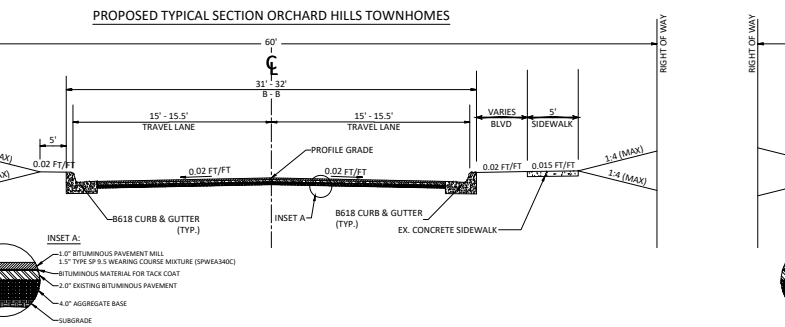 PROPOSED TYPICAL SECTION ORCHARD HILLS TOWNHOMES
60'
℄
31' - 32'
B - B
15' - 15.5'
TRAVEL LANE
15' - 15.5'
TRAVEL LANE
VARIES
BLVD
5'
SIDEWALK
RIGHT OF WAY
RIGHT OF WAY
5'
0.02 FT/FT
PROFILE GRADE
0.02 FT/FT
0.02 FT/FT
0.02 FT/FT
0.015 FT/FT
1:4 (MAX)
1:4 (MAX)
B618 CURB & GUTTER
(TYP.)
INSET A
B618 CURB & GUTTER
(TYP.)
EX. CONCRETE SIDEWALK
INSET A:
1.0" BITUMINOUS PAVEMENT MILL
1.5" TYPE SP 9.5 WEARING COURSE MIXTURE (SPWEA340C)
BITUMINOUS MATERIAL FOR TACK COAT
2.0" EXISTING BITUMINOUS PAVEMENT
4.0" AGGREGATE BASE
SUBGRADE